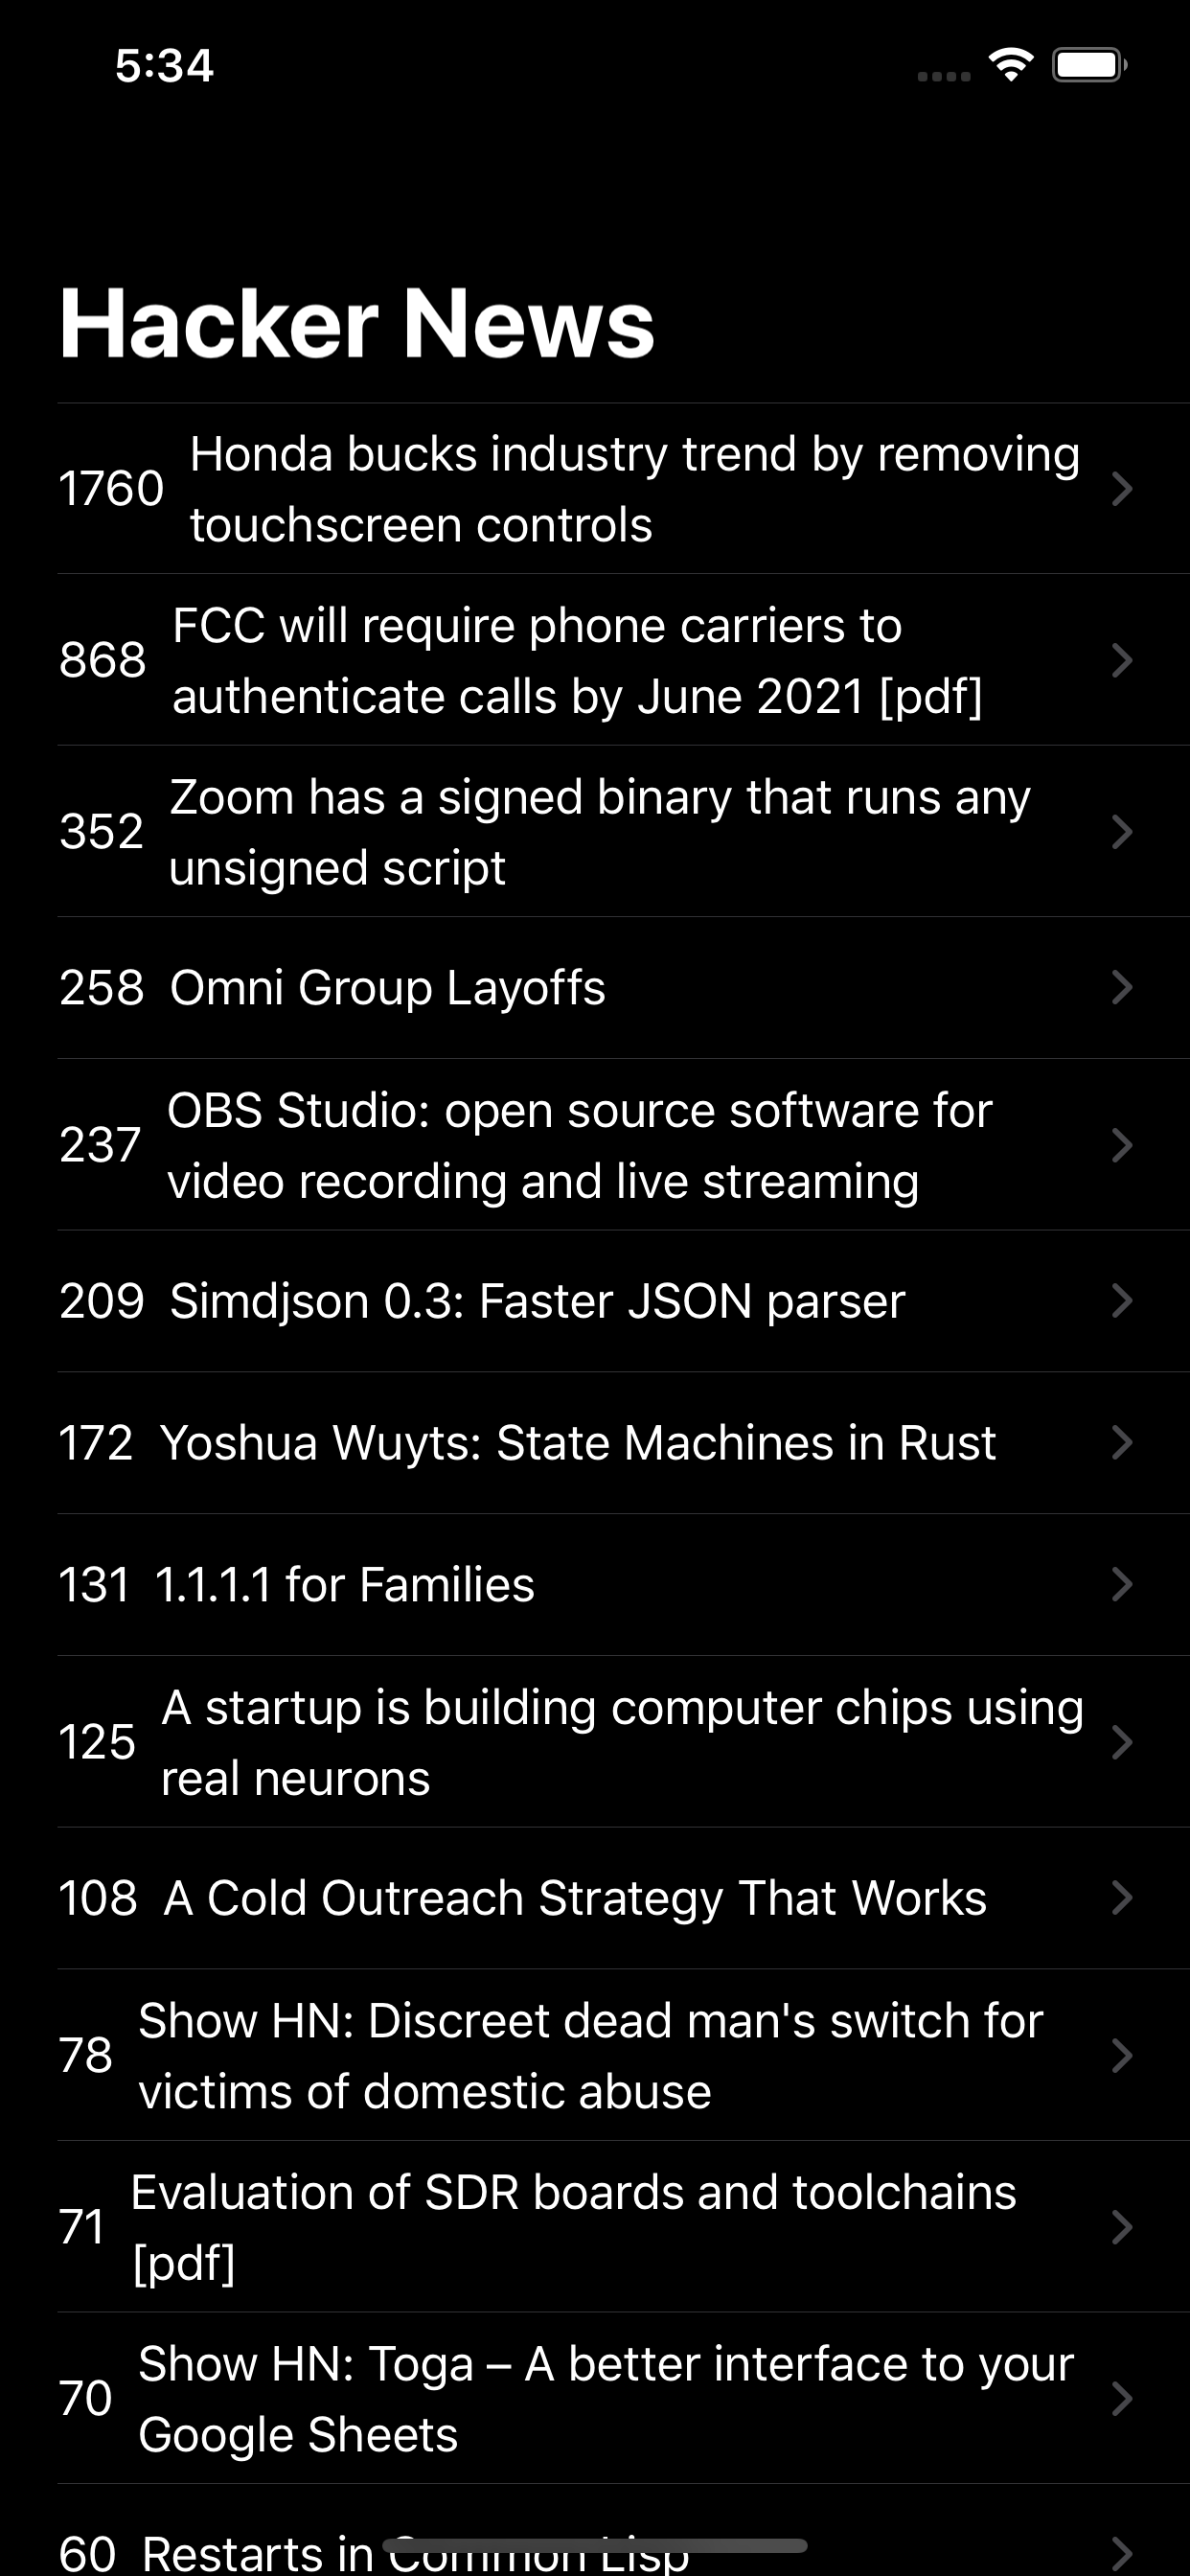 5:34
Hacker News
1760 Honda bucks industry trend by removing
touchscreen controls
868 FCC will require phone carriers to
authenticate calls by June 2021 [pdf]
352 Zoom has a signed binary that runs any
unsigned script
258 Omni Group Layoffs
237 OBS Studio: open source software for
video recording and live streaming
209 Simdjson 0.3: Faster JSON parser
172 Yoshua Wuyts: State Machines in Rust
131 1.1.1.1 for Families
125 A startup is building computer chips using
real neurons
108 A Cold Outreach Strategy That Works
78 Show HN: Discreet dead man's switch for
victims of domestic abuse
71 Evaluation of SDR boards and toolchains
[pdf]
70 Show HN: Toga – A better interface to your
Google Sheets
60 Restarts in Common Lisp